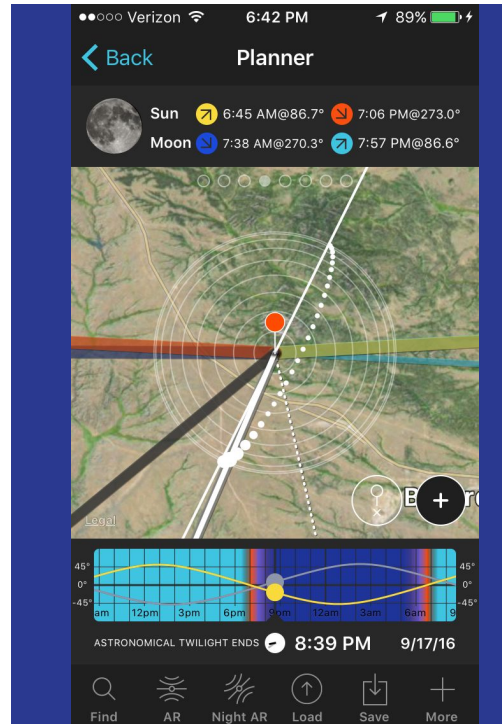 Verizon 6:42 PM 89%
Back Planner
Sun 6:45 AM@86.7° 7:06 PM@273.0°
Moon 7:38 AM@270.3° 7:57 PM@86.6°
Legal
45° 45°
0° 0°
-45° -45°
am 12pm 3pm 6pm 9pm 12am 3am 6am 9
ASTRONOMICAL TWILIGHT ENDS 8:39 PM 9/17/16
Find AR Night AR Load Save More